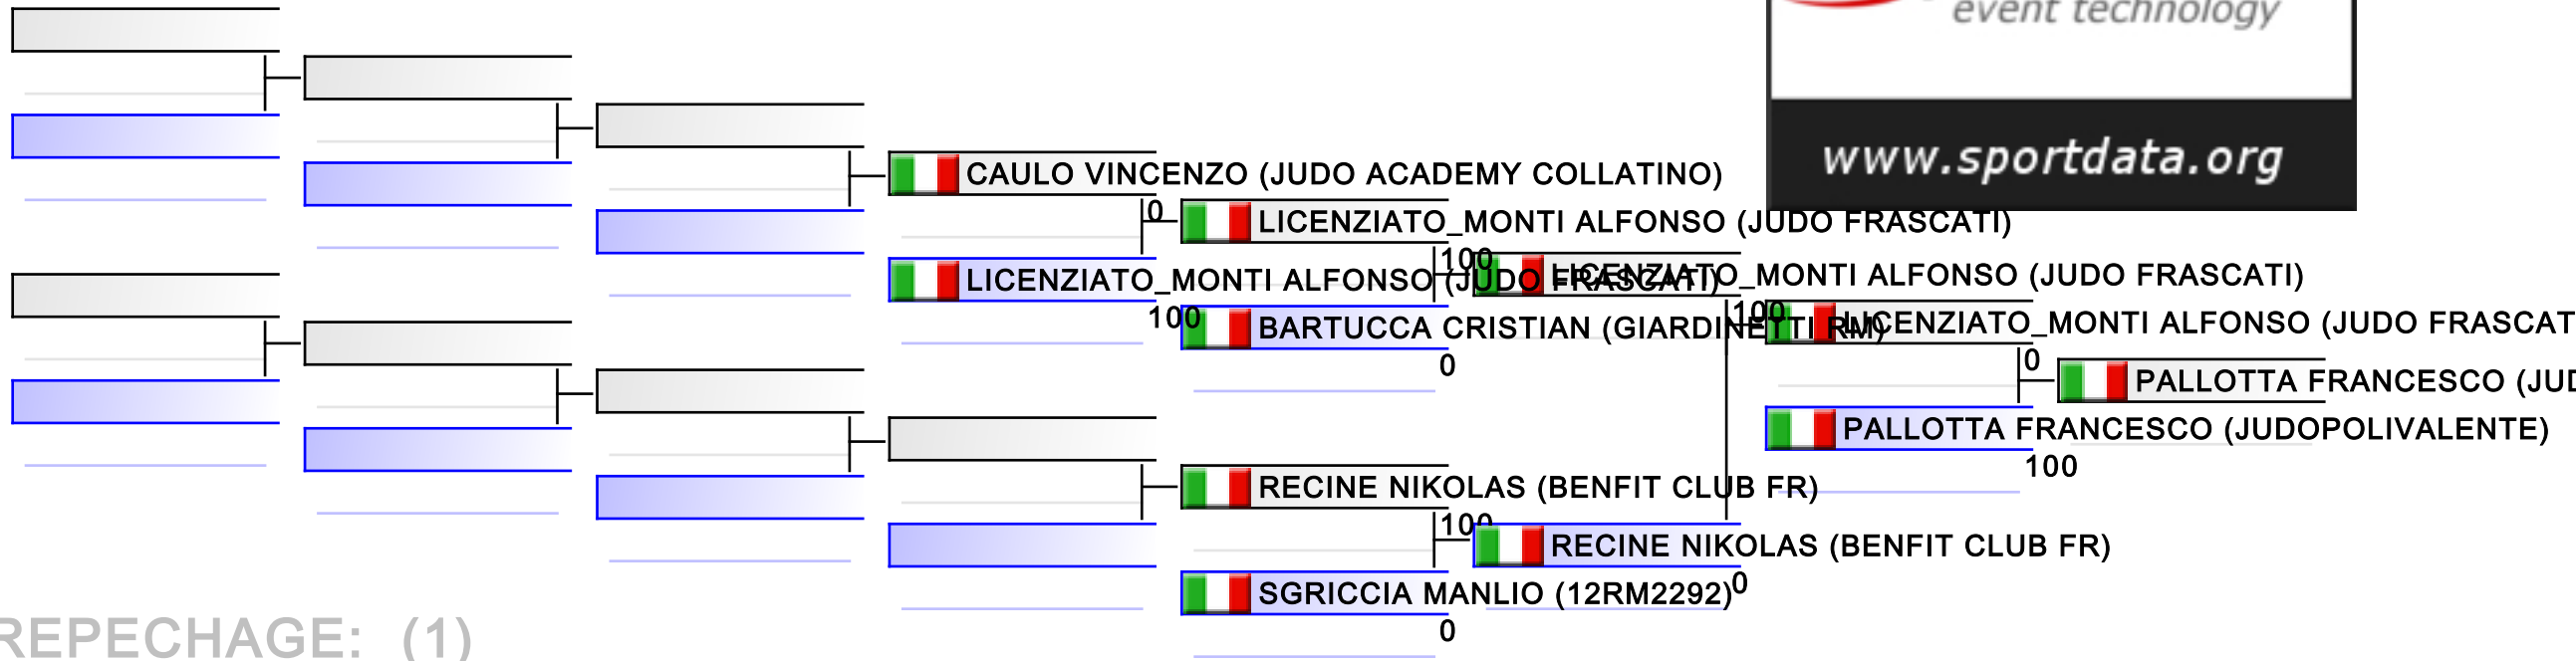 event technology
www.sportdata.org
CAULO VINCENZO (JUDO ACADEMY COLLATINO)
0
LICENZIATO_MONTI ALFONSO (JUDO FRASCATI)
100
LICENZIATO_MONTI ALFONSO (JUDO FRASCATI)
LICENZIATO_MONTI ALFONSO (JUDO FRASCATI)
100
100
BARTUCCA CRISTIAN (GIARDINETTI RM)
LICENZIATO_MONTI ALFONSO (JUDO FRASCAT
0
0
PALLOTTA FRANCESCO (JUD
PALLOTTA FRANCESCO (JUDOPOLIVALENTE)
100
RECINE NIKOLAS (BENFIT CLUB FR)
100
RECINE NIKOLAS (BENFIT CLUB FR)
0
SGRICCIA MANLIO (12RM2292)
0
REPECHAGE: (1)